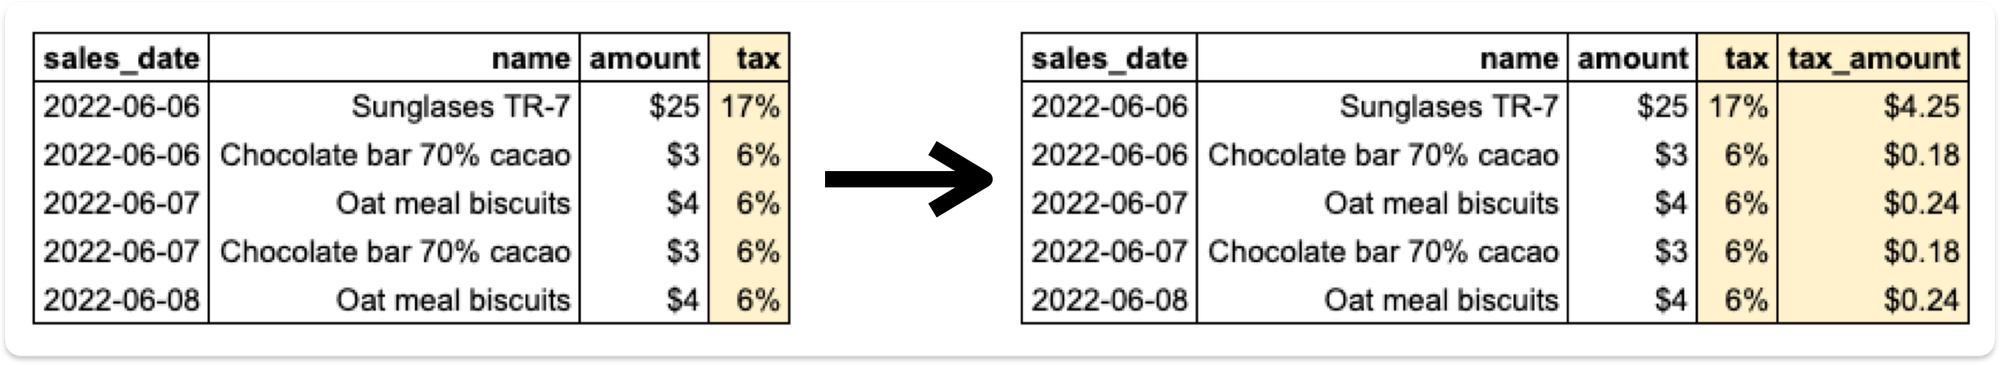 sales_date name amount tax
2022-06-06 Sunglases TR-7 $25 17%
2022-06-06 Chocolate bar 70% cacao $3 6%
2022-06-07 Oat meal biscuits $4 6%
2022-06-07 Chocolate bar 70% cacao $3 6%
2022-06-08 Oat meal biscuits $4 6%
sales_date name amount tax tax_amount
2022-06-06 Sunglases TR-7 $25 17% $4.25
2022-06-06 Chocolate bar 70% cacao $3 6% $0.18
2022-06-07 Oat meal biscuits $4 6% $0.24
2022-06-07 Chocolate bar 70% cacao $3 6% $0.18
2022-06-08 Oat meal biscuits $4 6% $0.24